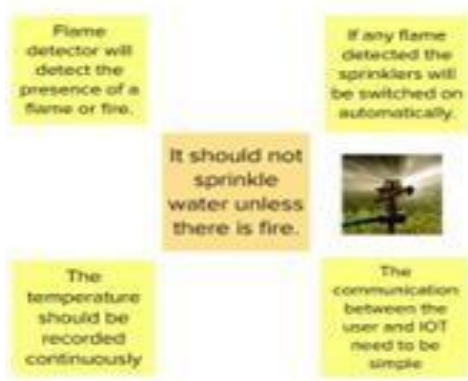 Flame
detector will
detect the
presence of a
flame or fire.
If any flame
detected the
sprinklers will
be switched on
automatically.
It should not
sprinkle
water unless
there is fire.
The
temperature
should be
recorded
continuously
The
communication
between the
user and IOT
need to be
simple